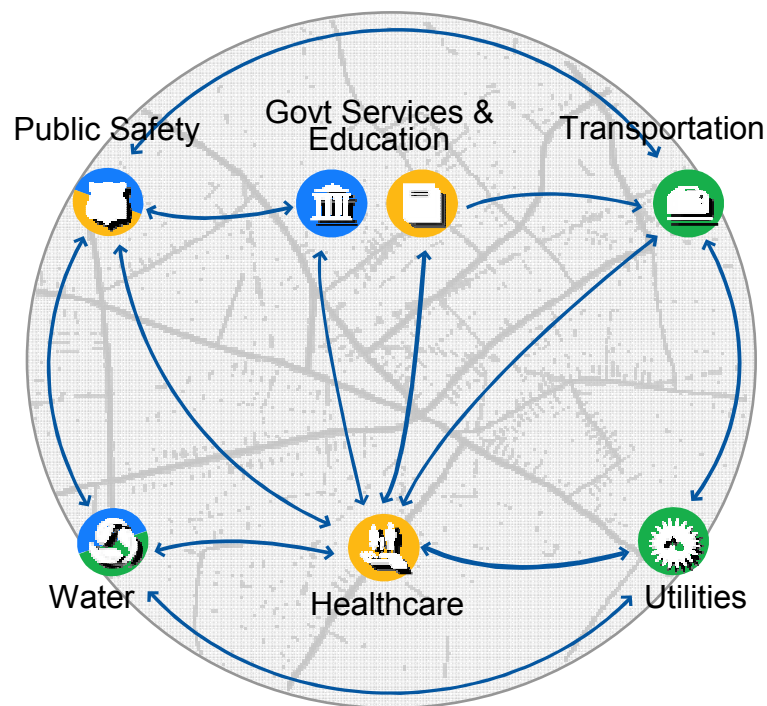 Public Safety
Govt Services &
Education
Transportation
Water
Healthcare
Utilities